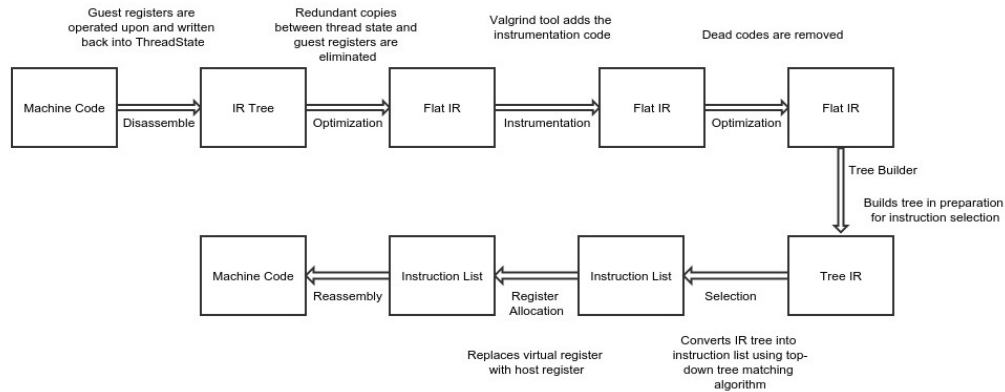 Guest registers are
operated upon and written
back into ThreadState
Redundant copies
between thread state and
guest registers are
eliminated
Valgrind tool adds the
instrumentation code
Dead codes are removed
Machine Code
Disassemble
IR Tree
Optimization
Flat IR
Instrumentation
Flat IR
Optimization
Flat IR
Tree Builder
Builds tree in preparation
for instruction selection
Machine Code
Reassembly
Instruction List
Register
Allocation
Instruction List
Selection
Tree IR
Replaces virtual register
with host register
Converts IR tree into
instruction list using top-
down tree matching
algorithm